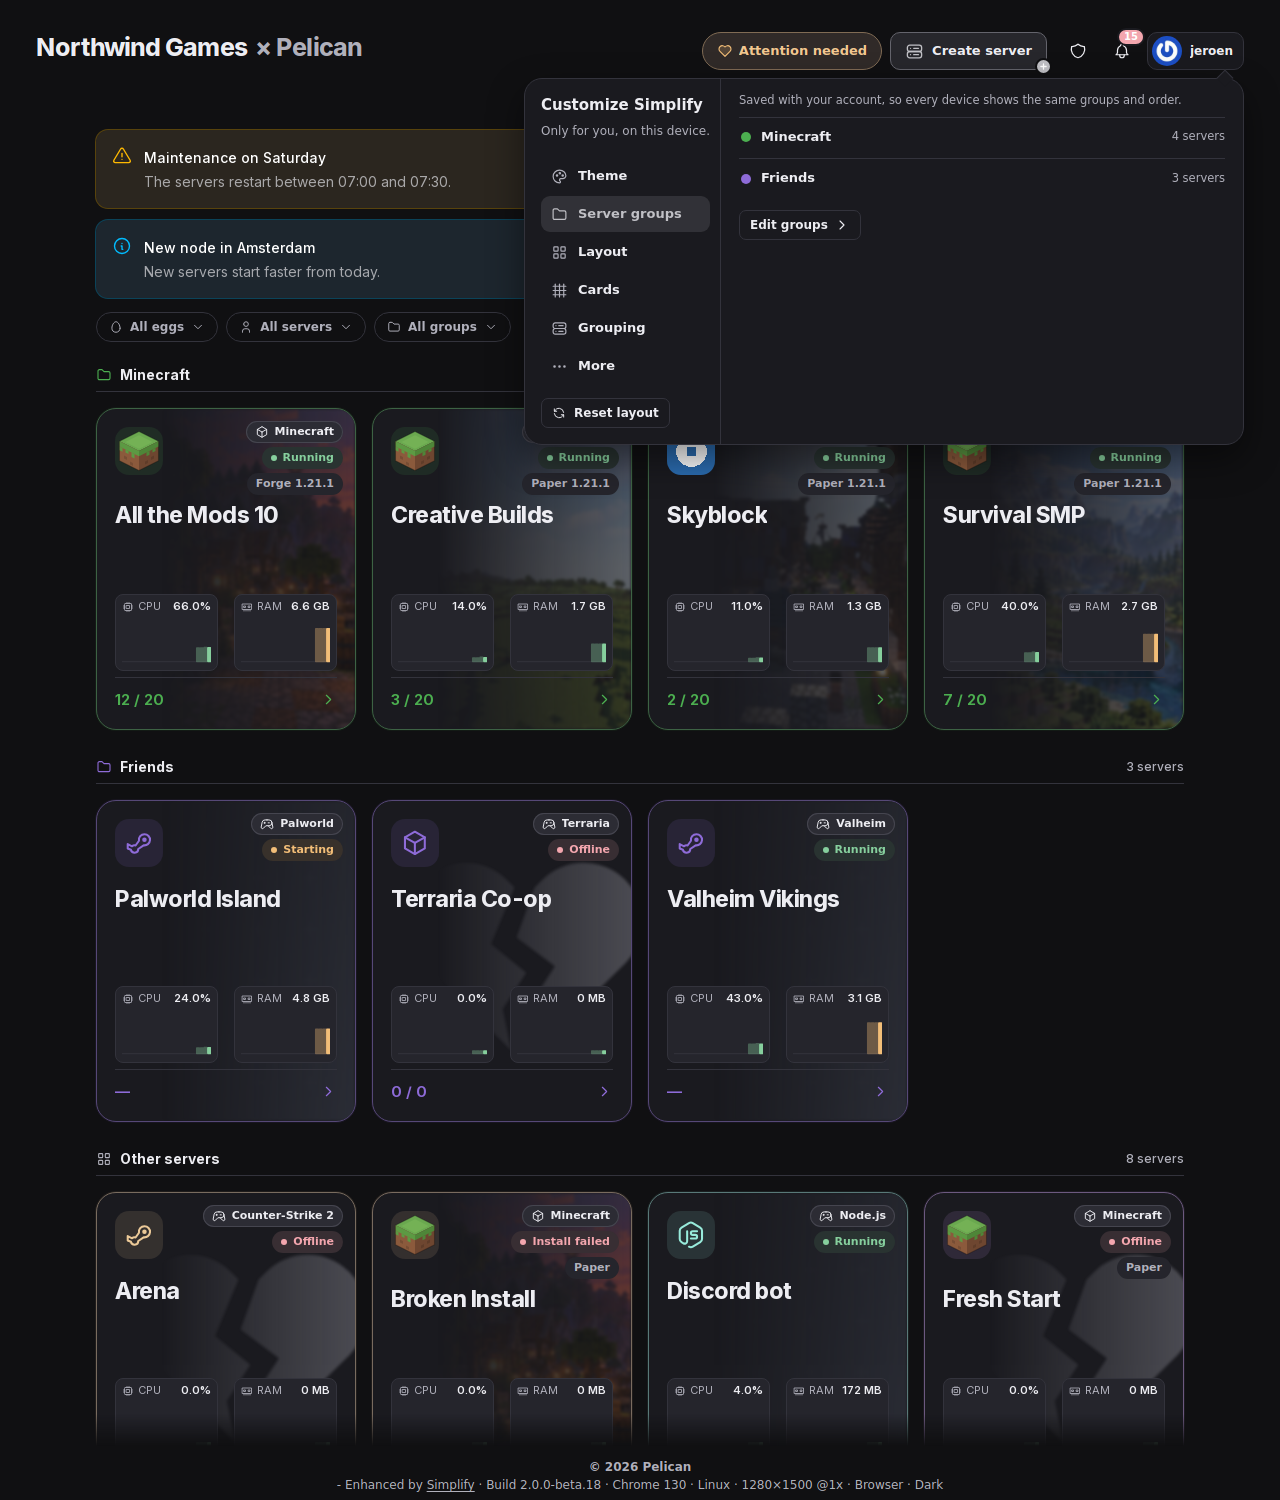 Northwind Games × Pelican
Attention needed
Create server
15
jeroen
Customize Simplify
Only for you, on this device.
Theme
Server groups
Layout
Cards
Grouping
More
Reset layout
Saved with your account, so every device shows the same groups and order.
Minecraft 4 servers
Friends 3 servers
Edit groups
Maintenance on Saturday
The servers restart between 07:00 and 07:30.
New node in Amsterdam
New servers start faster from today.
All eggs All servers All groups
Minecraft
Minecraft
Running
Forge 1.21.1
All the Mods 10
CPU 66.0% RAM 6.6 GB
12 / 20
Running
Paper 1.21.1
Creative Builds
CPU 14.0% RAM 1.7 GB
3 / 20
Running
Paper 1.21.1
Skyblock
CPU 11.0% RAM 1.3 GB
2 / 20
Running
Paper 1.21.1
Survival SMP
CPU 40.0% RAM 2.7 GB
7 / 20
Friends 3 servers
Palworld
Starting
Palworld Island
CPU 24.0% RAM 4.8 GB
—
Terraria
Offline
Terraria Co-op
CPU 0.0% RAM 0 MB
0 / 0
Valheim
Running
Valheim Vikings
CPU 43.0% RAM 3.1 GB
—
Other servers 8 servers
Counter-Strike 2
Offline
Arena
CPU 0.0% RAM 0 MB
Minecraft
Install failed
Paper
Broken Install
CPU 0.0% RAM 0 MB
Node.js
Running
Discord bot
CPU 4.0% RAM 172 MB
Minecraft
Offline
Paper
Fresh Start
CPU 0.0% RAM 0 MB
© 2026 Pelican
- Enhanced by Simplify · Build 2.0.0-beta.18 · Chrome 130 · Linux · 1280×1500 @1x · Browser · Dark